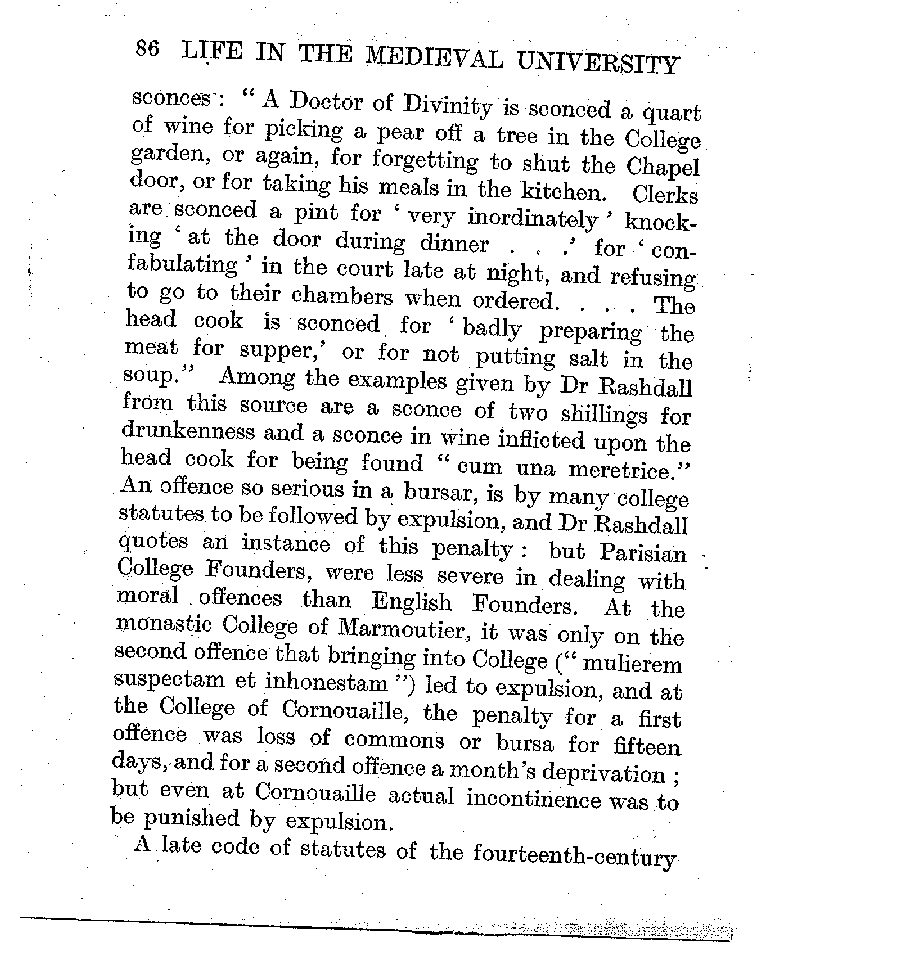 86 LIFE IN THE MEDIEVAL UNIVERSITY
sconces: “ A Doctor of Divinity is sconced a quart
of wine for picking a pear off a tree in the College
garden, or again, for forgetting to shut the Chapel
door, or for taking his meals in the kitchen. Clerks
are sconced a pint for ‘ very inordinately ’ knock-
ing ‘ at the door during dinner . . .’ for ‘ con-
fabulating ’ in the court late at night, and refusing
to go to their chambers when ordered. . . . The
head cook is sconced for ‘ badly preparing the
meat for supper,’ or for not putting salt in the
soup.” Among the examples given by Dr Rashdall
from this source are a sconce of two shillings for
drunkenness and a sconce in wine inflicted upon the
head cook for being found “ cum una meretrice.”
An offence so serious in a bursar, is by many college
statutes to be followed by expulsion, and Dr Rashdall
quotes an instance of this penalty : but Parisian
College Founders, were less severe in dealing with
moral offences than English Founders. At the
monastic College of Marmoutier, it was only on the
second offence that bringing into College (“ mulierem
suspectam et inhonestam ”) led to expulsion, and at
the College of Cornouaille, the penalty for a first
offence was loss of commons or bursa for fifteen
days, and for a second offence a month’s deprivation ;
but even at Cornouaille actual incontinence was to
be punished by expulsion.
A late code of statutes of the fourteenth-century